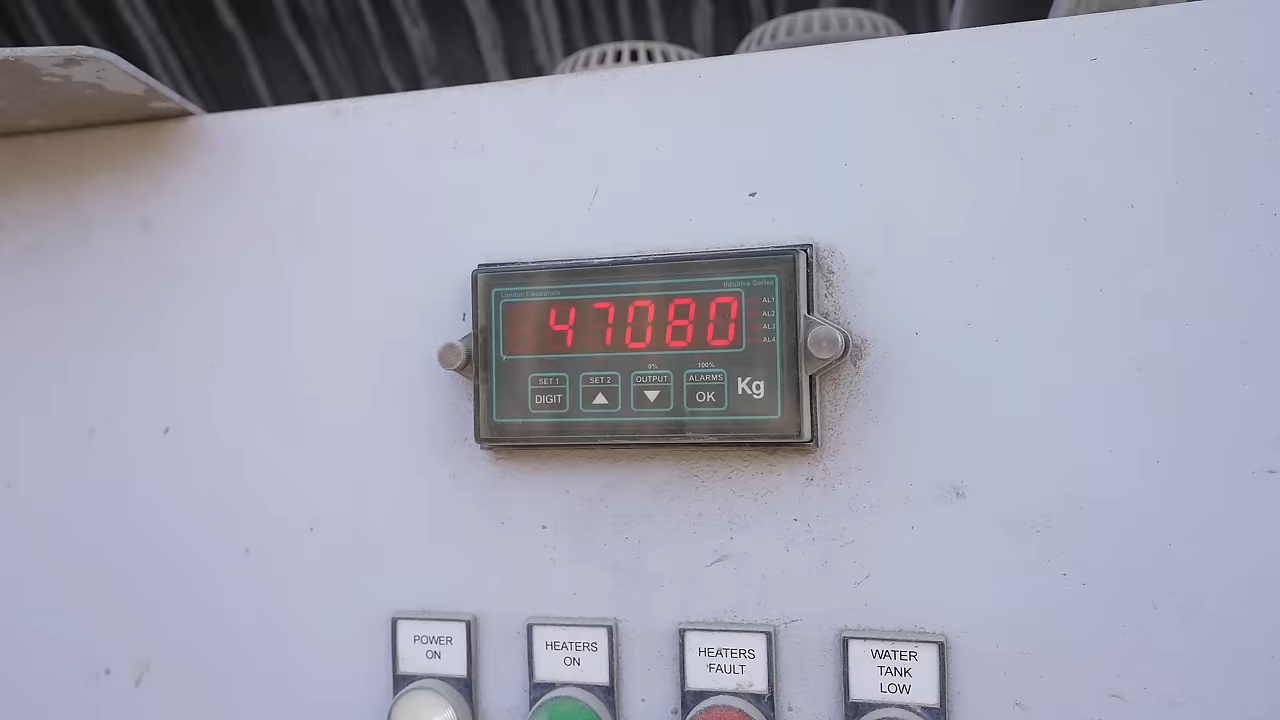 London Electronics
Intuitive Series
47080
AL1
AL2
AL3
AL4
0%
100%
SET 1
DIGIT
SET 2
▲
OUTPUT
▼
ALARMS
OK
Kg
POWER
ON
HEATERS
ON
HEATERS
FAULT
WATER
TANK
LOW